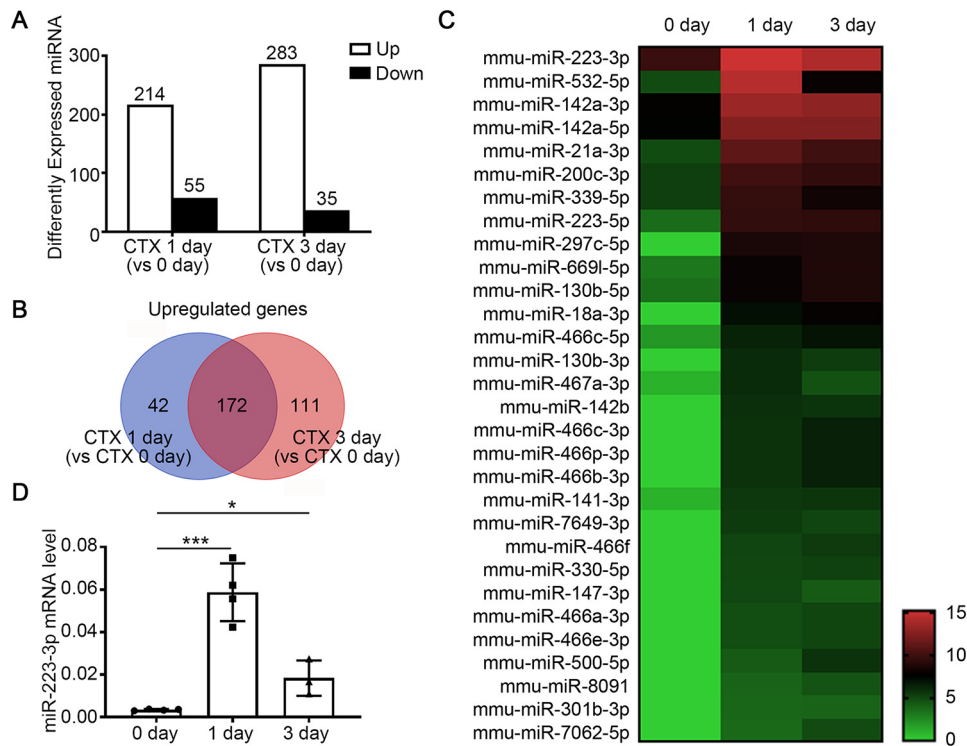 A
Differently Expressed miRNA
300
200
100
0
214
55
283
35
Up
Down
CTX 1 day
(vs 0 day)
CTX 3 day
(vs 0 day)
B
Upregulated genes
42
172
111
CTX 1 day
(vs CTX 0 day)
CTX 3 day
(vs CTX 0 day)
C
0 day 1 day 3 day
mmu-miR-223-3p
mmu-miR-532-5p
mmu-miR-142a-3p
mmu-miR-142a-5p
mmu-miR-21a-3p
mmu-miR-200c-3p
mmu-miR-339-5p
mmu-miR-223-5p
mmu-miR-297c-5p
mmu-miR-669l-5p
mmu-miR-130b-5p
mmu-miR-18a-3p
mmu-miR-466c-5p
mmu-miR-130b-3p
mmu-miR-467a-3p
mmu-miR-142b
mmu-miR-466c-3p
mmu-miR-466p-3p
mmu-miR-466b-3p
mmu-miR-141-3p
mmu-miR-7649-3p
mmu-miR-466f
mmu-miR-330-5p
mmu-miR-147-3p
mmu-miR-466a-3p
mmu-miR-466e-3p
mmu-miR-500-5p
mmu-miR-8091
mmu-miR-301b-3p
mmu-miR-7062-5p
15
10
5
0
D
miR-223-3p mRNA level
0.08
0.06
0.04
0.02
0.00
*
***
0 day 1 day 3 day